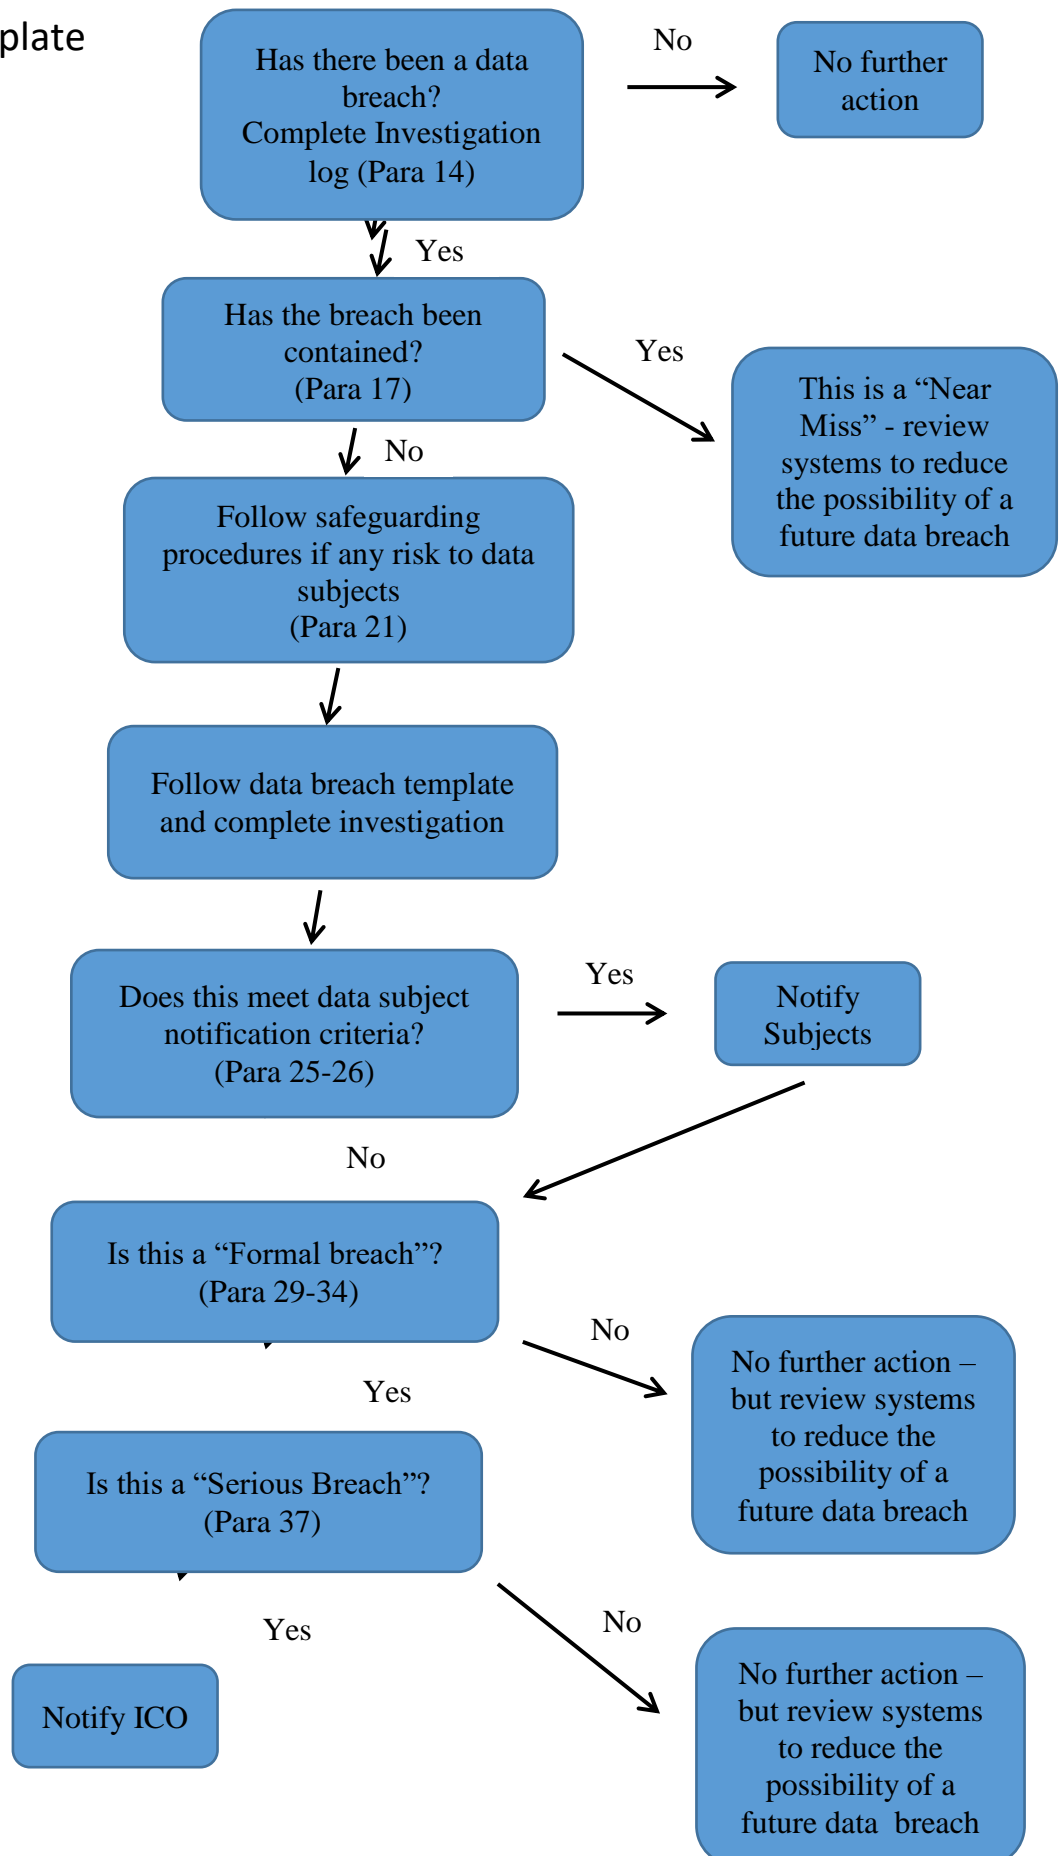 plate
Has there been a data
breach?
Complete Investigation
log (Para 14)
No
No further
action
Yes
Has the breach been
contained?
(Para 17)
Yes
This is a “Near
Miss” - review
systems to reduce
the possibility of a
future data breach
No
Follow safeguarding
procedures if any risk to data
subjects
(Para 21)
Follow data breach template
and complete investigation
Does this meet data subject
notification criteria?
(Para 25-26)
Yes
Notify
Subjects
No
Is this a “Formal breach”?
(Para 29-34)
No
No further action –
but review systems
to reduce the
possibility of a
future data breach
Yes
Is this a “Serious Breach”?
(Para 37)
No
No further action –
but review systems
to reduce the
possibility of a
future data  breach
Yes
Notify ICO